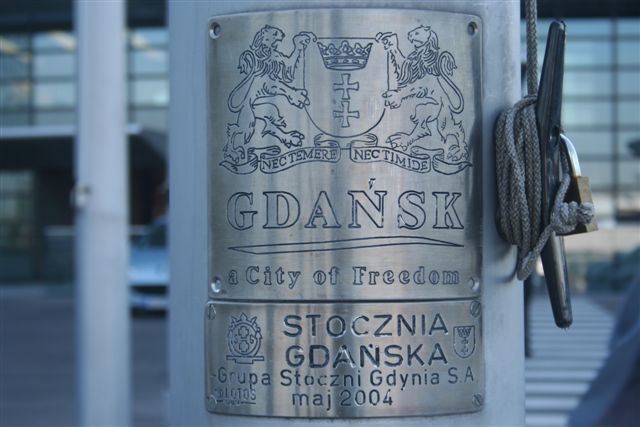 NEC TEMERE NEC TIMIDE
GDAŃSK
a City of Freedom
STOCZNIA
GDAŃSKA
-Grupa Stoczni Gdynia S.A.
maj 2004